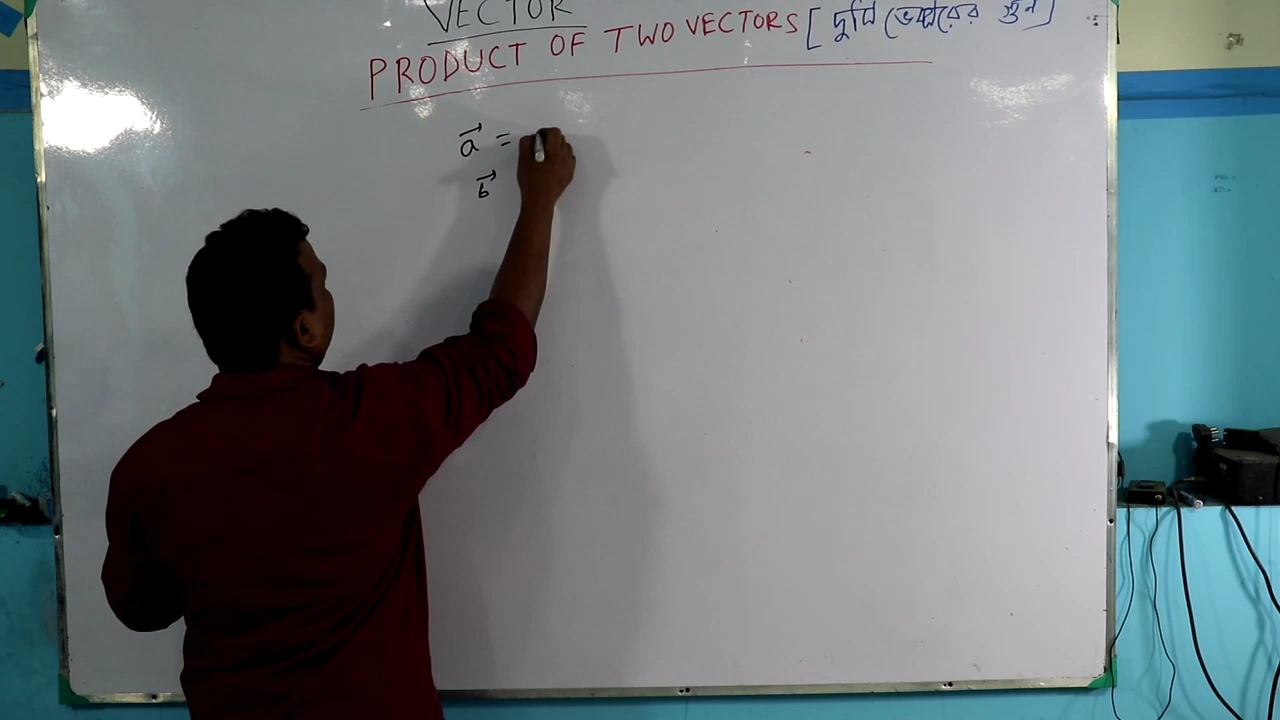 VECTOR
PRODUCT OF TWO VECTORS [দুটি ভেক্টরের গুন]
a⃗ =
b⃗